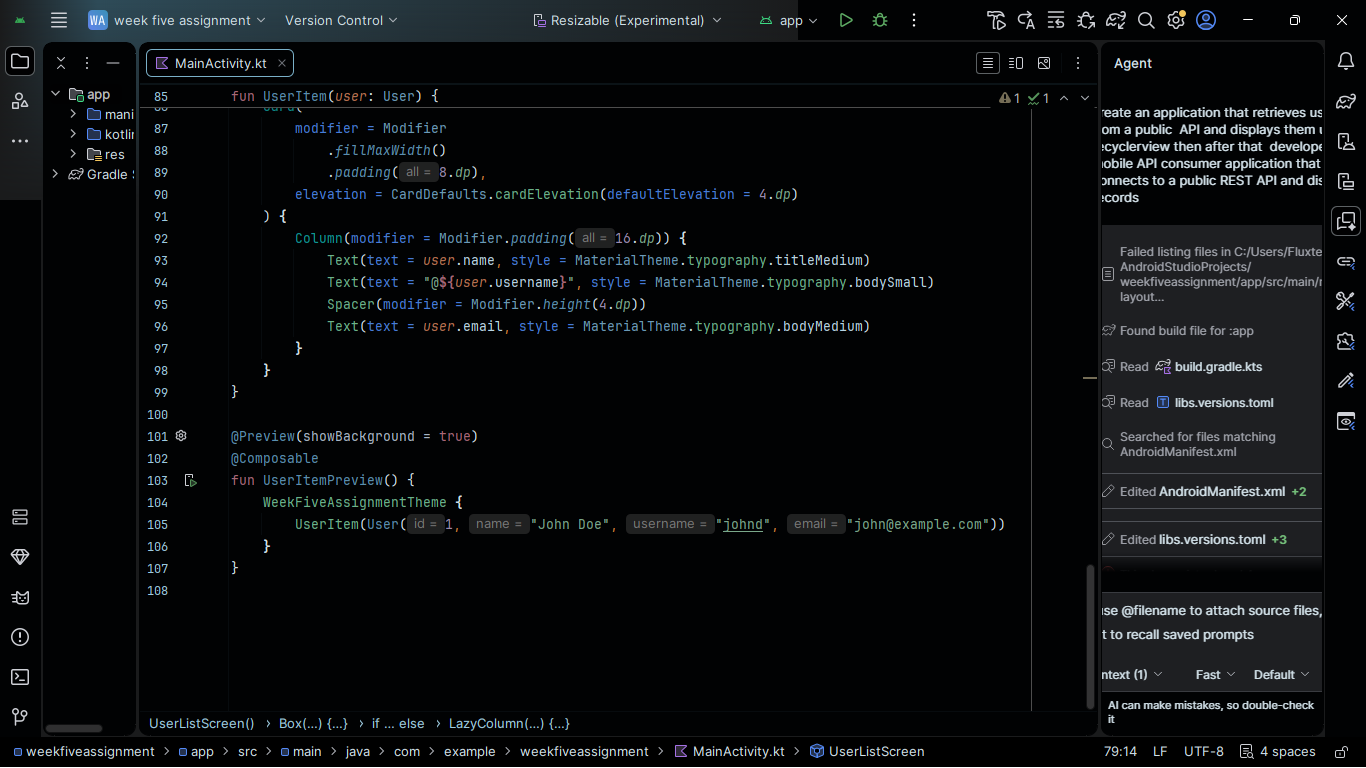 WA week five assignment Version Control Resizable (Experimental) app
MainActivity.kt
app
mani
kotlin
res
Gradle S
85 fun UserItem(user: User) {
87 modifier = Modifier
88 .fillMaxWidth()
89 .padding( all = 8.dp),
90 elevation = CardDefaults.cardElevation(defaultElevation = 4.dp)
91 ) {
92 Column(modifier = Modifier.padding( all = 16.dp)) {
93 Text(text = user.name, style = MaterialTheme.typography.titleMedium)
94 Text(text = "@${user.username}", style = MaterialTheme.typography.bodySmall)
95 Spacer(modifier = Modifier.height(4.dp))
96 Text(text = user.email, style = MaterialTheme.typography.bodyMedium)
97 }
98 }
99 }
100
101 @Preview(showBackground = true)
102 @Composable
103 fun UserItemPreview() {
104 WeekFiveAssignmentTheme {
105 UserItem(User( id = 1, name = "John Doe", username = "johnd", email = "john@example.com"))
106 }
107 }
108
1 1
UserListScreen() › Box(...) {...} › if ... else › LazyColumn(...) {...}
Agent
reate an application that retrieves us
om a public API and displays them u
ecyclerview then after that develope
nobile API consumer application that
onnects to a public REST API and dis
ecords
Failed listing files in C:/Users/Fluxte
AndroidStudioProjects/
weekfiveassignment/app/src/main/r
layout...
Found build file for :app
Read build.gradle.kts
Read libs.versions.toml
Searched for files matching
AndroidManifest.xml
Edited AndroidManifest.xml +2
Edited libs.versions.toml +3
use @filename to attach source files,
t to recall saved prompts
ntext (1) Fast Default
AI can make mistakes, so double-check
it
weekfiveassignment › app › src › main › java › com › example › weekfiveassignment › MainActivity.kt › UserListScreen 79:14 LF UTF-8 4 spaces